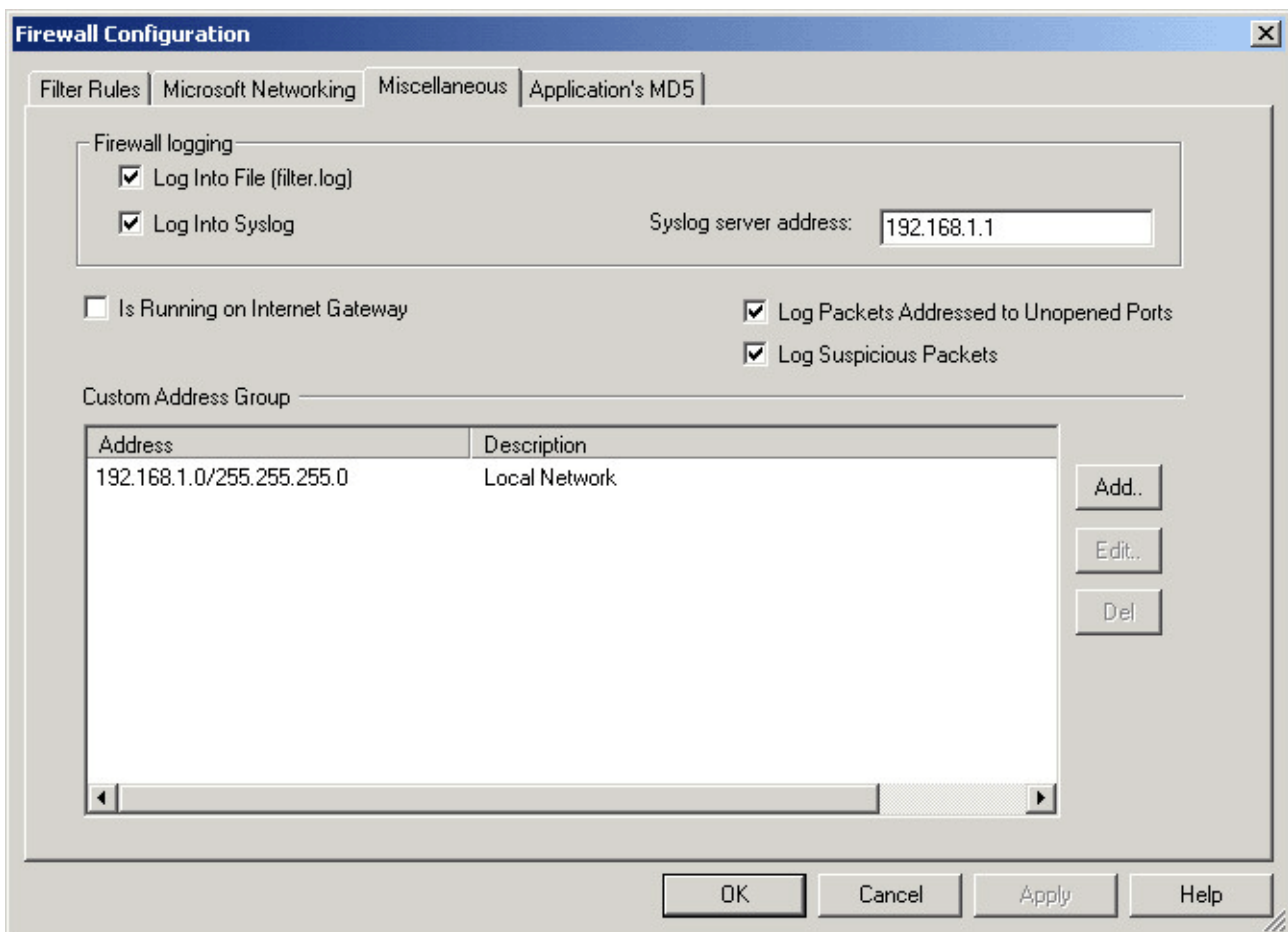 Firewall Configuration
Filter Rules Microsoft Networking Miscellaneous Application's MD5
Firewall logging
Log Into File (filter.log)
Log Into Syslog Syslog server address: 192.168.1.1
Is Running on Internet Gateway Log Packets Addressed to Unopened Ports
Log Suspicious Packets
Custom Address Group
Address Description
192.168.1.0/255.255.255.0 Local Network
Add..
Edit..
Del
OK Cancel Apply Help